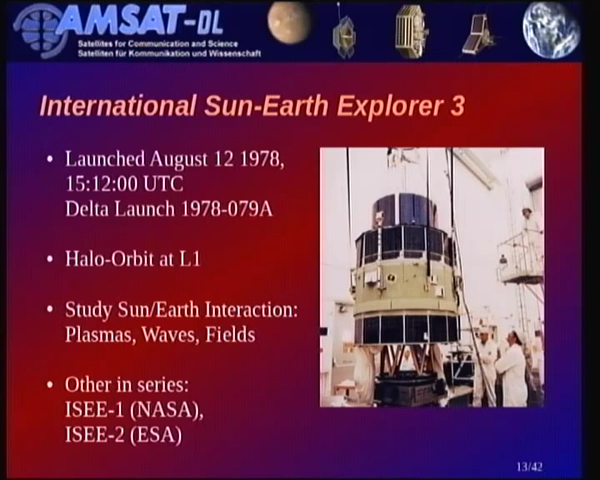 AMSAT-DL
Satellites for Communication and Science
Satelliten für Kommunikation und Wissenschaft
International Sun-Earth Explorer 3
• Launched August 12 1978,
15:12:00 UTC
Delta Launch 1978-079A
• Halo-Orbit at L1
• Study Sun/Earth Interaction:
Plasmas, Waves, Fields
• Other in series:
ISEE-1 (NASA),
ISEE-2 (ESA)
13/42